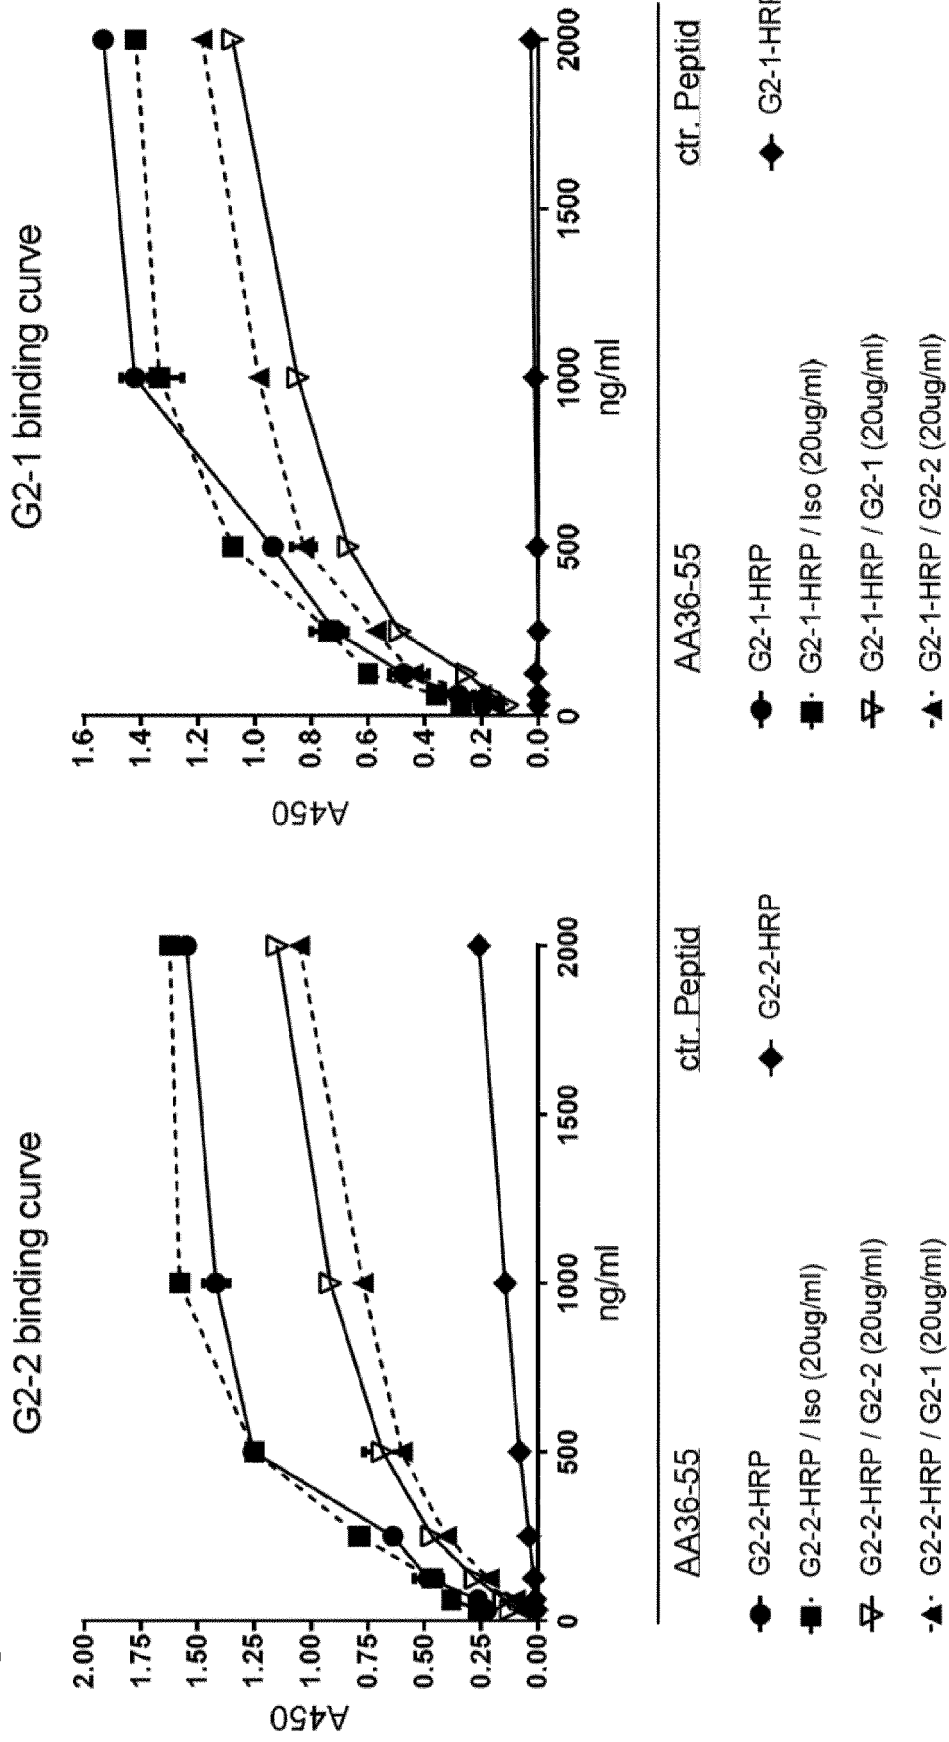 G2-2 binding curve
A450
2.00
1.75
1.50
1.25
1.00
0.75
0.50
0.25
0.00
0 500 1000 1500 2000
ng/ml
AA36-55 ctr. Peptid
G2-2-HRP G2-2-HRP
G2-2-HRP / Iso (20ug/ml)
G2-2-HRP / G2-2 (20ug/ml)
G2-2-HRP / G2-1 (20ug/ml)
G2-1 binding curve
A450
1.6
1.4
1.2
1.0
0.8
0.6
0.4
0.2
0.0
0 500 1000 1500 2000
ng/ml
AA36-55 ctr. Peptid
G2-1-HRP G2-1-HRP
G2-1-HRP / Iso (20ug/ml)
G2-1-HRP / G2-1 (20ug/ml)
G2-1-HRP / G2-2 (20ug/ml)